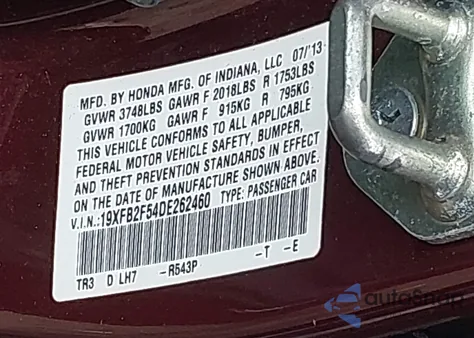 MFD. BY HONDA MFG. OF INDIANA, LLC 07/13
GVWR 3748LBS GAWR F 2018LBS R 1753LBS
GVWR 1700KG GAWR F 915KG R 795KG
THIS VEHICLE CONFORMS TO ALL APPLICABLE
FEDERAL MOTOR VEHICLE SAFETY, BUMPER,
AND THEFT PREVENTION STANDARDS IN EFFECT
ON THE DATE OF MANUFACTURE SHOWN ABOVE.
V.I.N.:19XFB2F54DE262460 TYPE: PASSENGER CAR
TR3 D LH7 -R543P -T -E